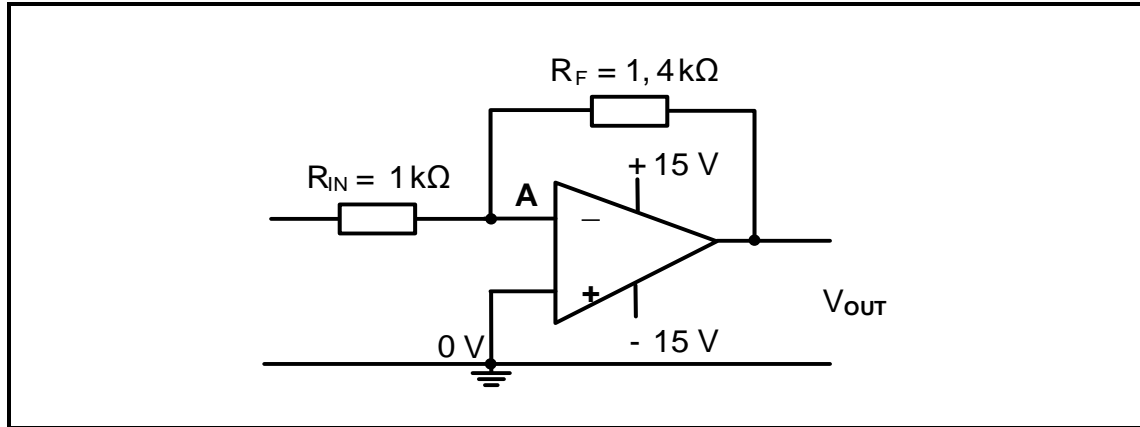 R_F = 1, 4 kΩ
+ 15 V
R_IN = 1 kΩ
A
−
+
V_OUT
0 V
- 15 V